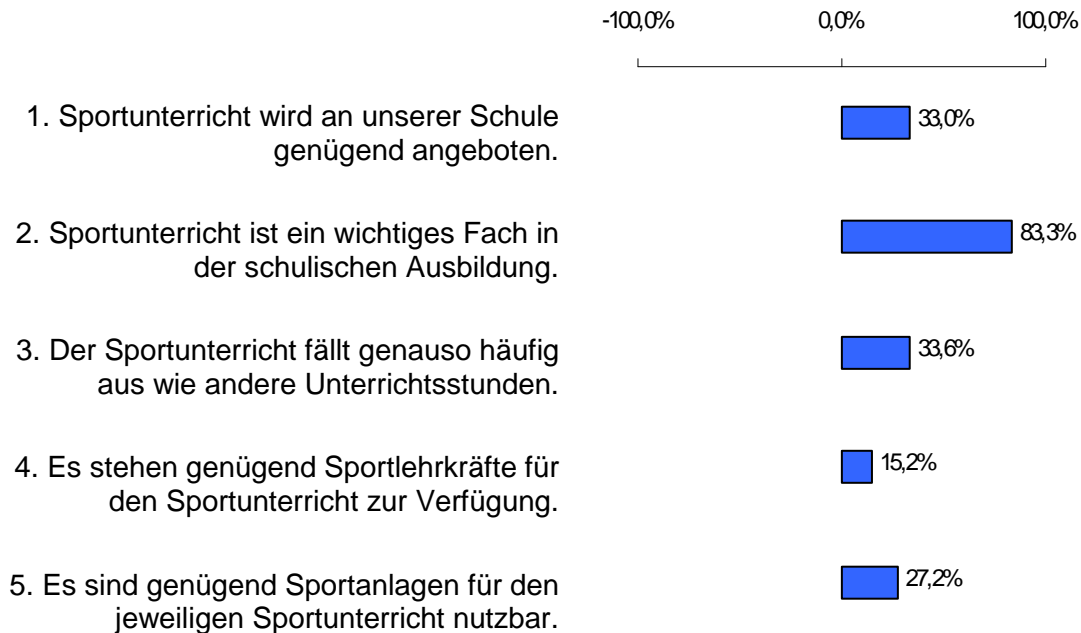 -100,0% 0,0% 100,0%
1. Sportunterricht wird an unserer Schule
genügend angeboten.
33,0%
2. Sportunterricht ist ein wichtiges Fach in
der schulischen Ausbildung.
83,3%
3. Der Sportunterricht fällt genauso häufig
aus wie andere Unterrichtsstunden.
33,6%
4. Es stehen genügend Sportlehrkräfte für
den Sportunterricht zur Verfügung.
15,2%
5. Es sind genügend Sportanlagen für den
jeweiligen Sportunterricht nutzbar.
27,2%